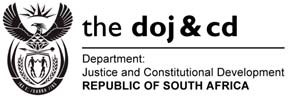 the doj & cd
Department:
Justice and Constitutional Development
REPUBLIC OF SOUTH AFRICA